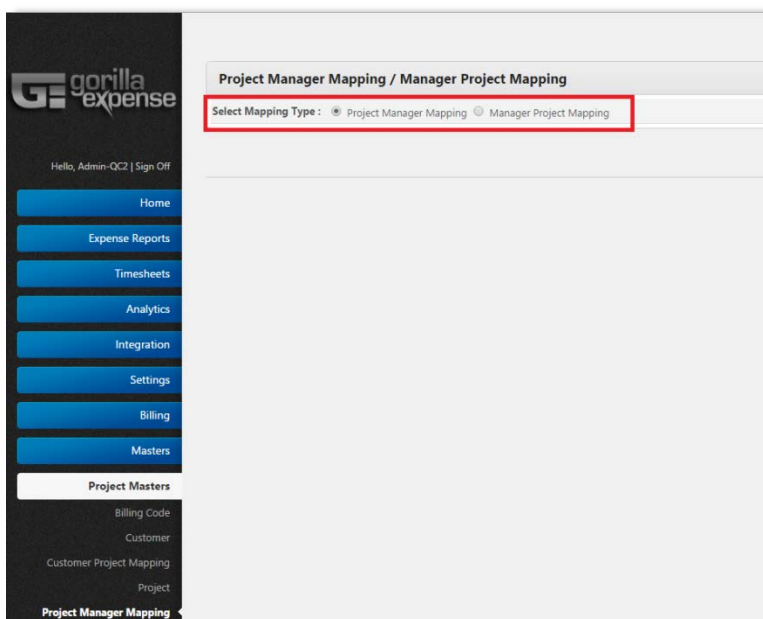 GE gorilla
expense
Hello, Admin-QC2 | Sign Off
Home
Expense Reports
Timesheets
Analytics
Integration
Settings
Billing
Masters
Project Masters
Billing Code
Customer
Customer Project Mapping
Project
Project Manager Mapping
Project Manager Mapping / Manager Project Mapping
Select Mapping Type : Project Manager Mapping Manager Project Mapping